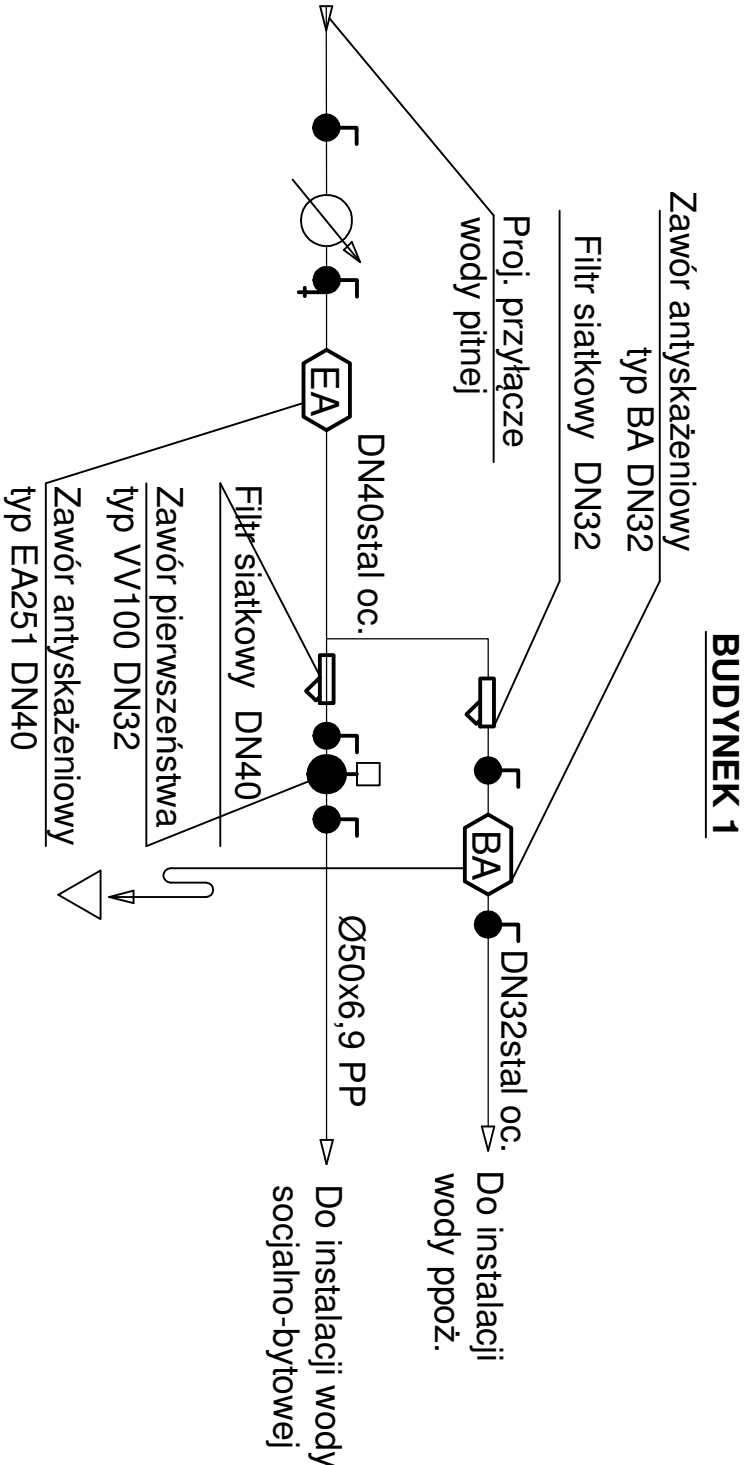 BUDYNEK 1
Zawór antyskażeniowy
typ BA DN32
Filtr siatkowy DN32
Proj. przyłącze
wody pitnej
BA
DN32stal oc.
Do instalacji
wody ppoż.
EA
DN40stal oc.
Ø50x6,9 PP
Do instalacji wody
socjalno-bytowej
Filtr siatkowy DN40
Zawór pierwszeństwa
typ VV100 DN32
Zawór antyskażeniowy
typ EA251 DN40